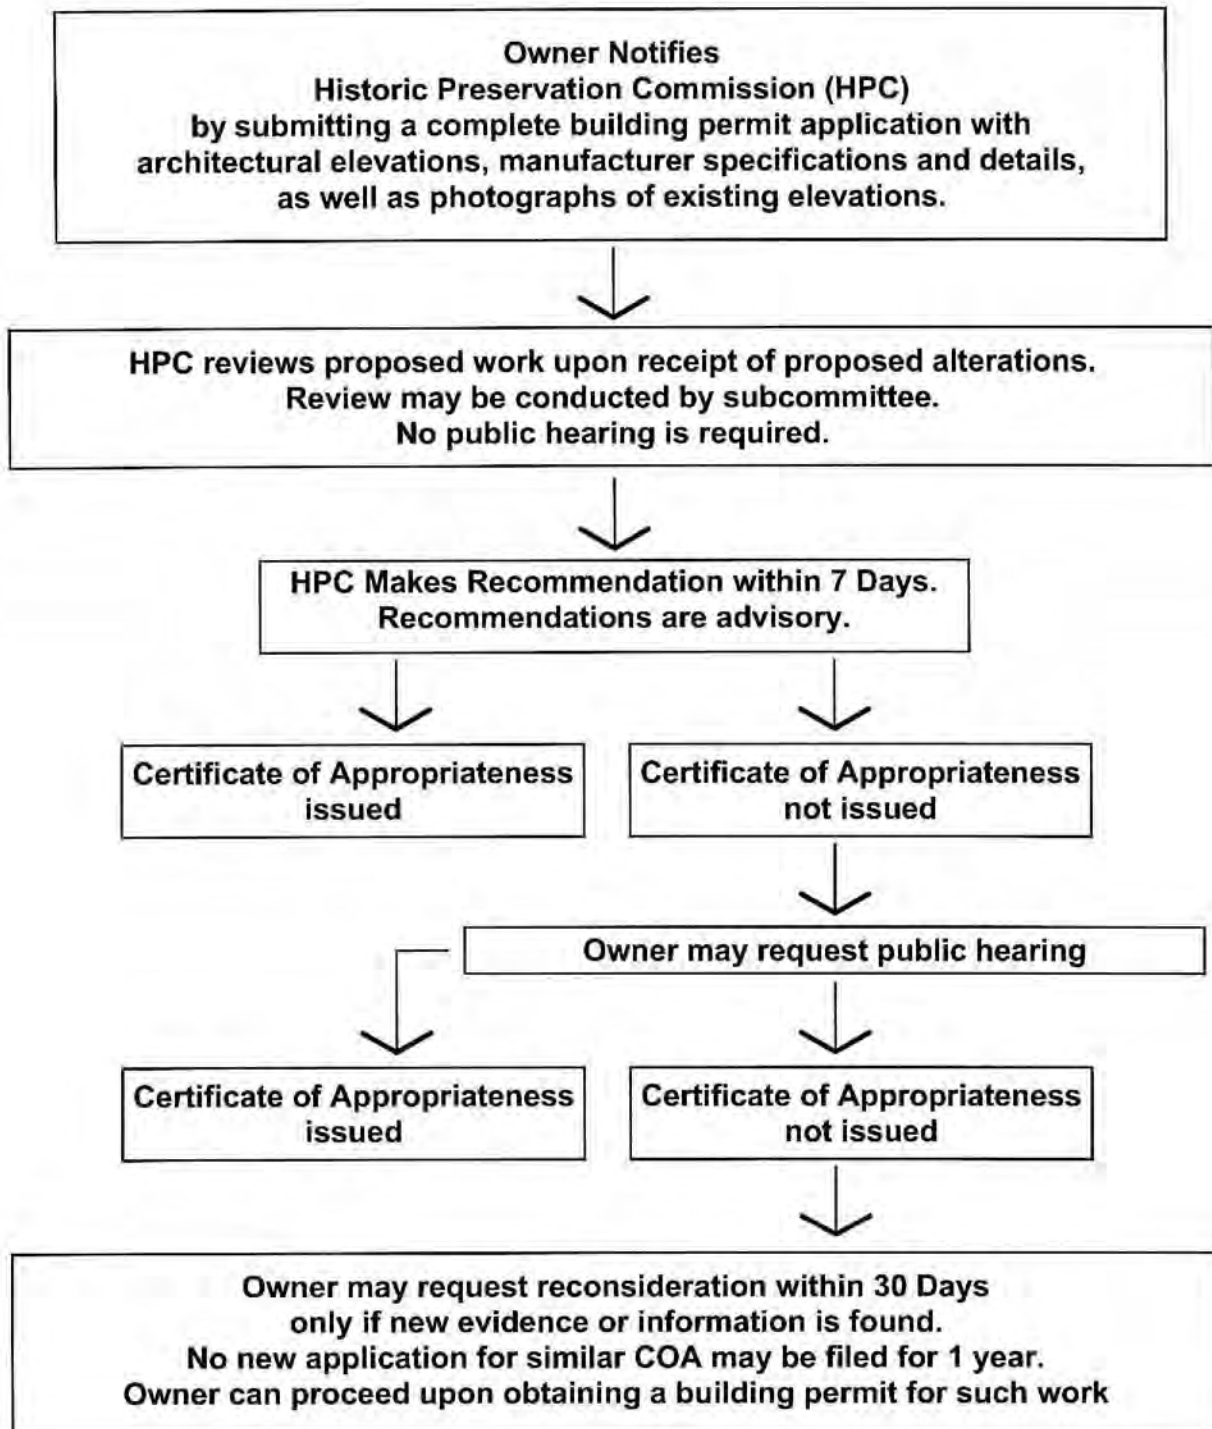 Owner Notifies
Historic Preservation Commission (HPC)
by submitting a complete building permit application with
architectural elevations, manufacturer specifications and details,
as well as photographs of existing elevations.
HPC reviews proposed work upon receipt of proposed alterations.
Review may be conducted by subcommittee.
No public hearing is required.
HPC Makes Recommendation within 7 Days.
Recommendations are advisory.
Certificate of Appropriateness
issued
Certificate of Appropriateness
not issued
Owner may request public hearing
Certificate of Appropriateness
issued
Certificate of Appropriateness
not issued
Owner may request reconsideration within 30 Days
only if new evidence or information is found.
No new application for similar COA may be filed for 1 year.
Owner can proceed upon obtaining a building permit for such work